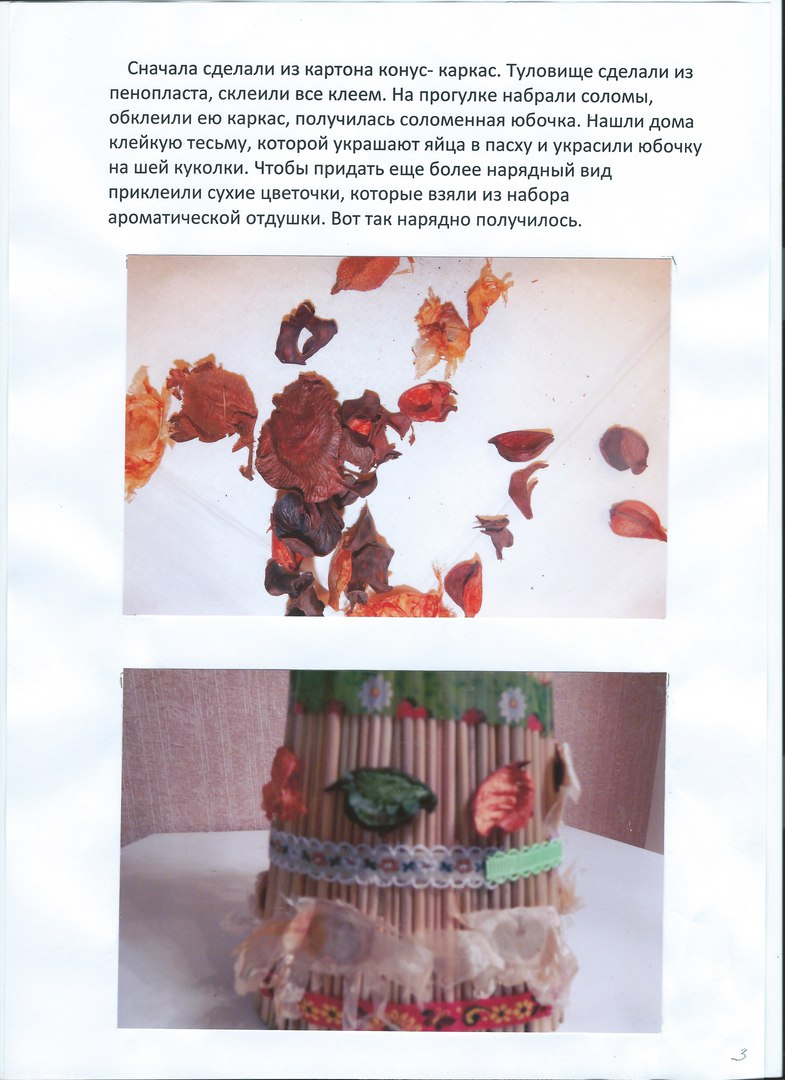 Сначала сделали из картона конус- каркас. Туловище сделали из
пенопласта, склеили все клеем. На прогулке набрали соломы,
обклеили ею каркас, получилась соломенная юбочка. Нашли дома
клейкую тесьму, которой украшают яйца в пасху и украсили юбочку
на шей куколки. Чтобы придать еще более нарядный вид
приклеили сухие цветочки, которые взяли из набора
ароматической отдушки. Вот так нарядно получилось.
3